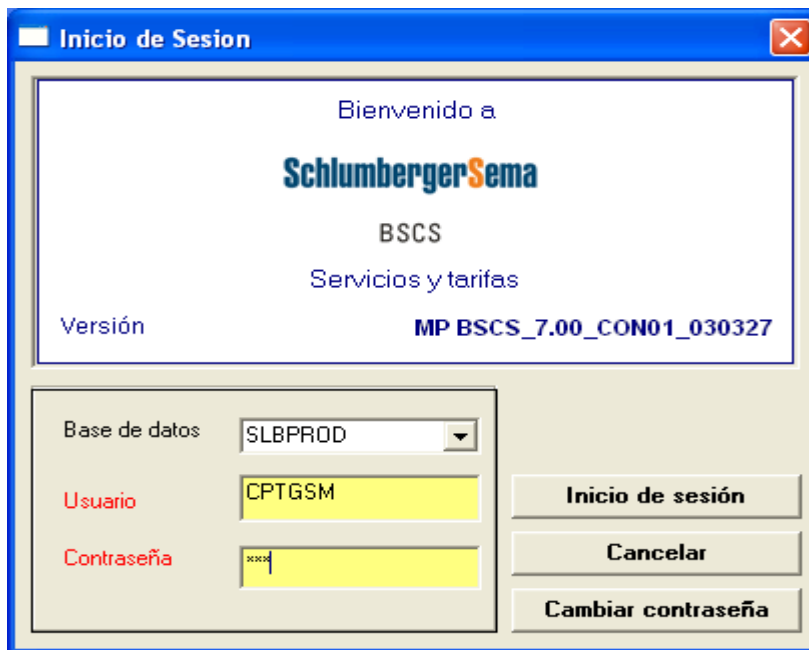 Inicio de Sesion
Bienvenido a
SchlumbergerSema
BSCS
Servicios y tarifas
Versión MP BSCS_7.00_CON01_030327
Base de datos SLBPROD
Usuario CPTGSM
Contraseña ***
Inicio de sesión
Cancelar
Cambiar contraseña